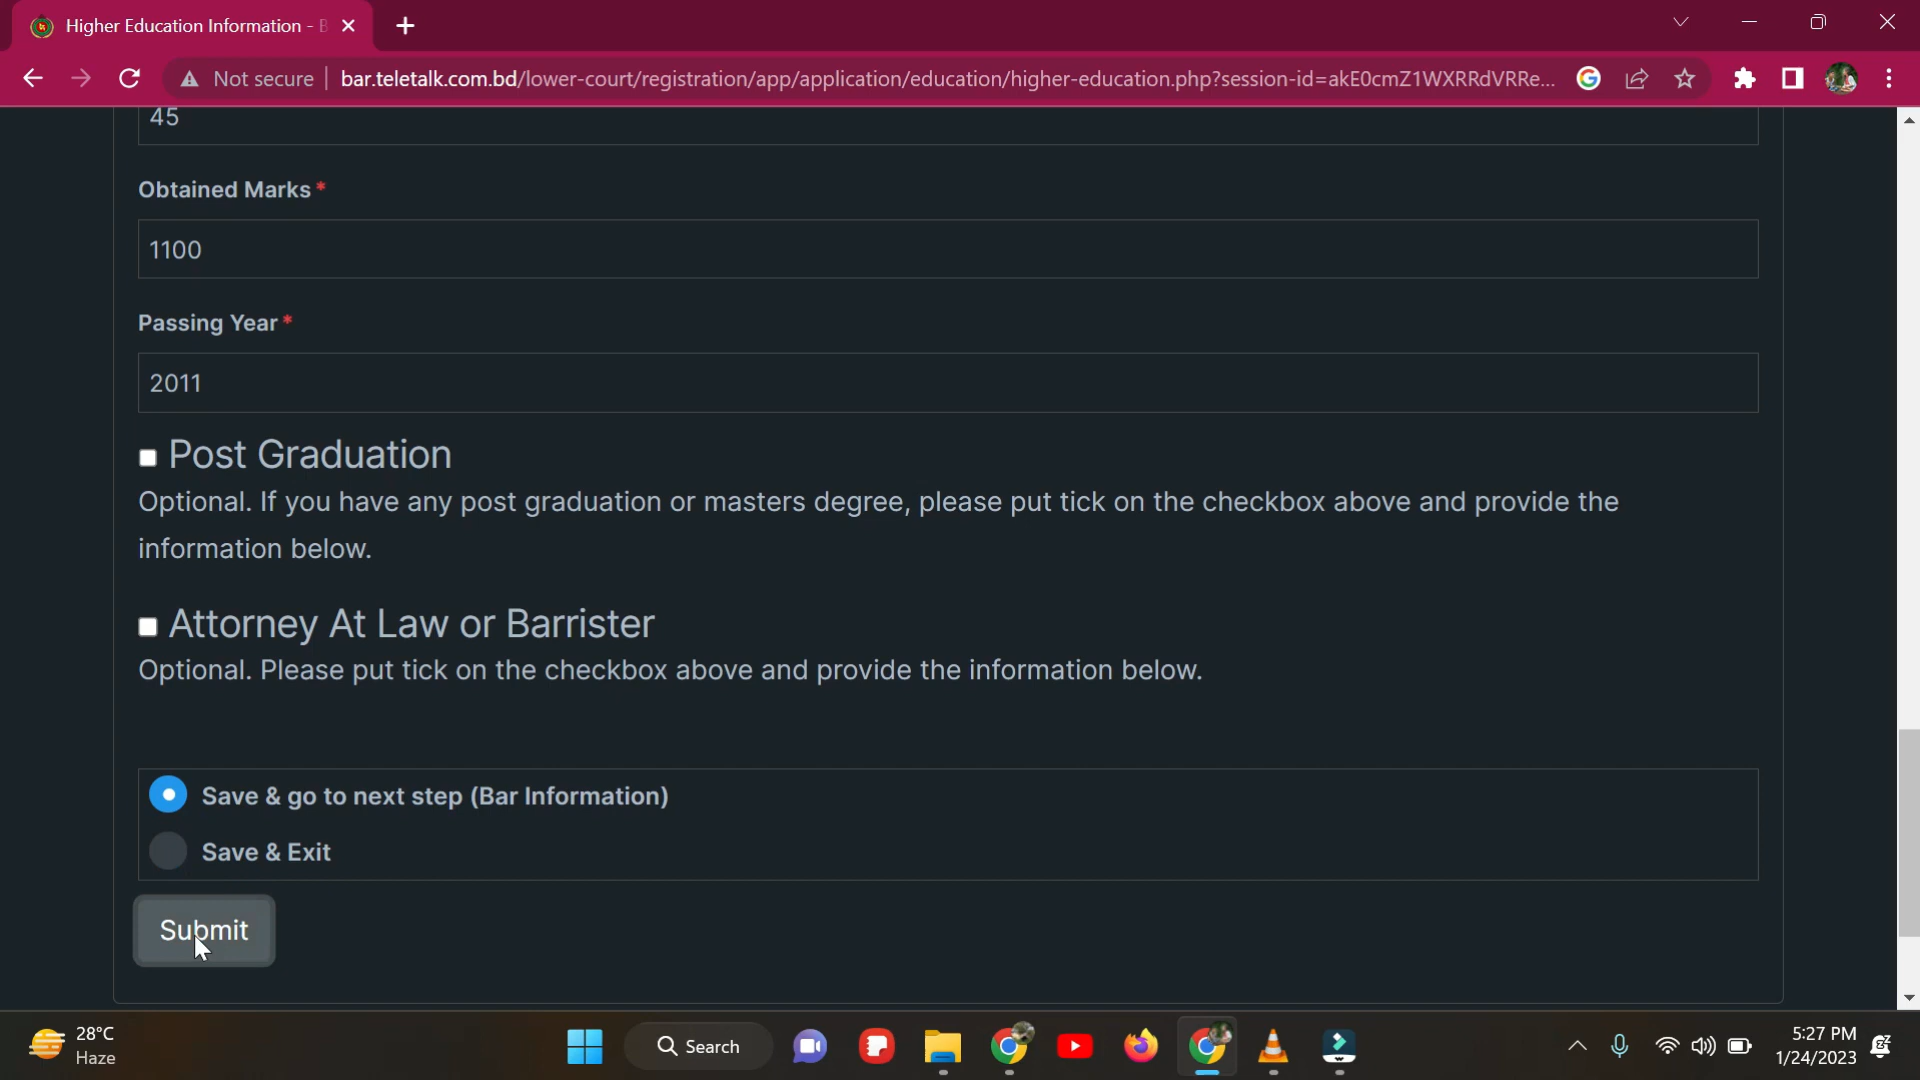 Higher Education Information -
Not secure
bar.teletalk.com.bd/lower-court/registration/app/application/education/higher-education.php?session-id=akE0cmZ1WXRRdVRRe...
45
Obtained Marks*
1100
Passing Year*
2011
Post Graduation
Optional. If you have any post graduation or masters degree, please put tick on the checkbox above and provide the
information below.
Attorney At Law or Barrister
Optional. Please put tick on the checkbox above and provide the information below.
Save & go to next step (Bar Information)
Save & Exit
Submit
28°C
Haze
Search
5:27 PM
1/24/2023